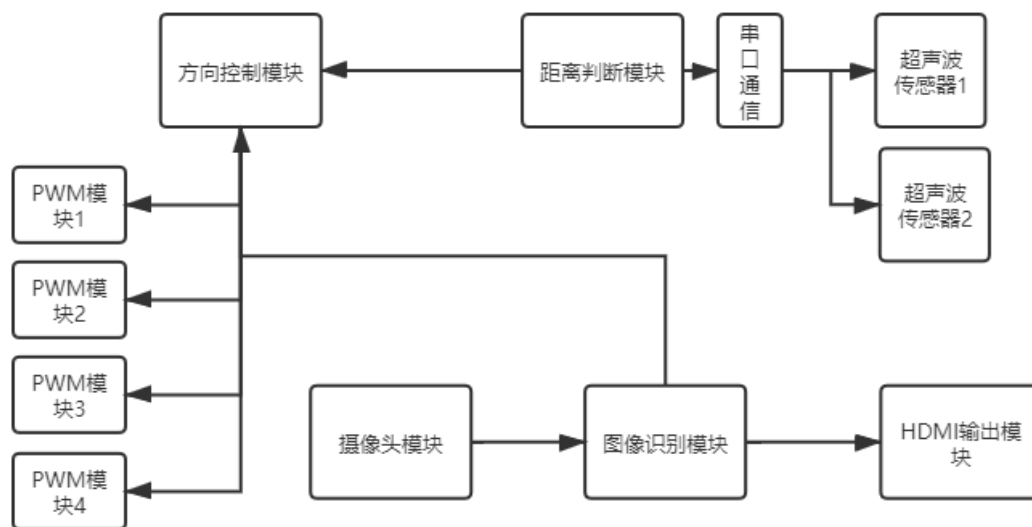 方向控制模块
距离判断模块
串
口
通
信
超声波
传感器1
超声波
传感器2
PWM模
块1
PWM模
块2
PWM模
块3
PWM模
块4
摄像头模块
图像识别模块
HDMI输出模
块